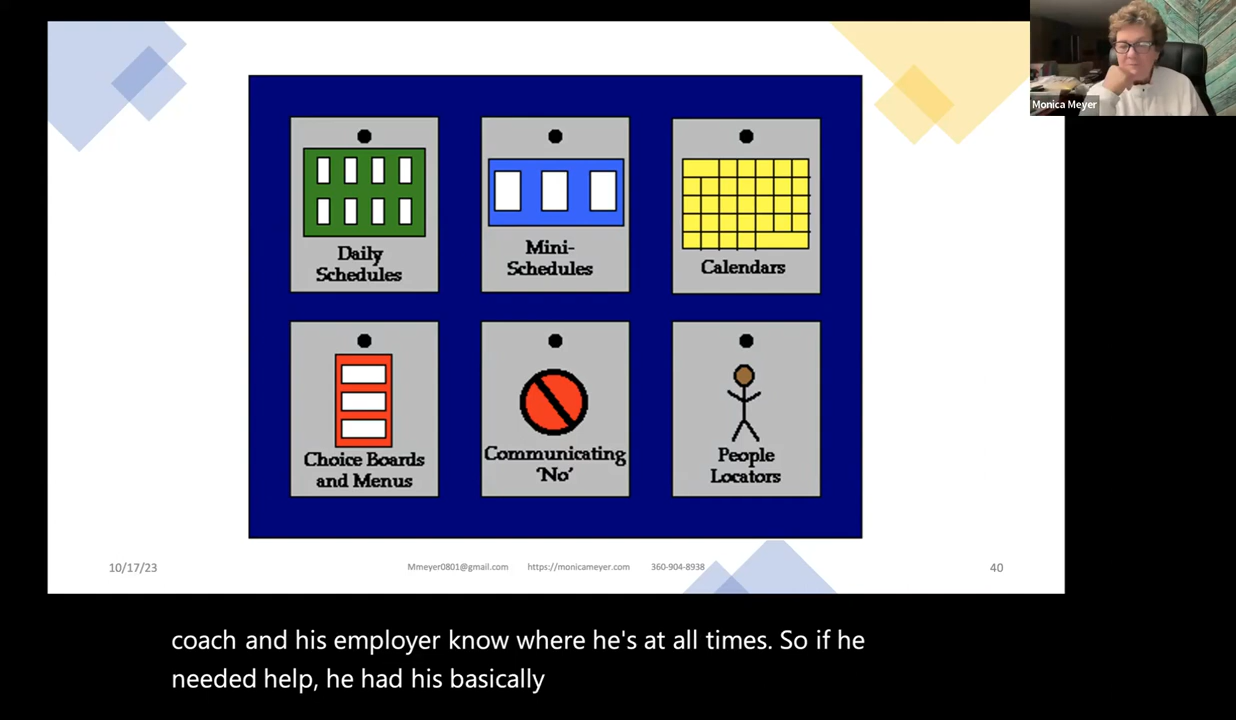 Monica Meyer
Daily
Schedules
Mini-
Schedules
Calendars
Choice Boards
and Menus
Communicating
'No'
People
Locators
10/17/23
Mmeyer0801@gmail.com
https://monicameyer.com
360-904-8938
40
coach and his employer know where he's at all times. So if he
needed help, he had his basically